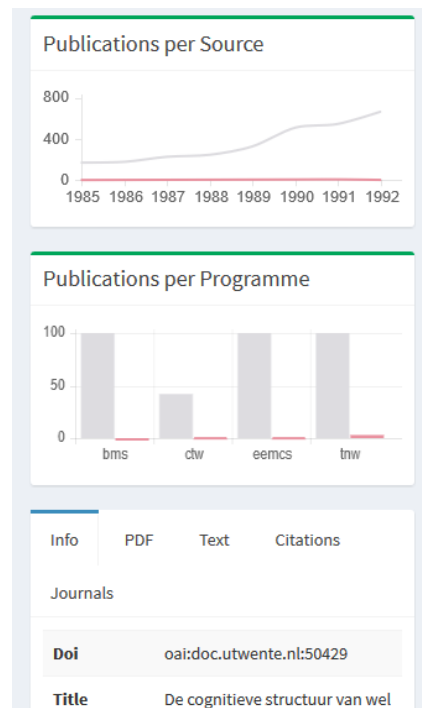 Publications per Source
800
400
0
1985 1986 1987 1988 1989 1990 1991 1992
Publications per Programme
100
50
0
bms ctw eemcs tnw
Info PDF Text Citations
Journals
Doi oai:doc.utwente.nl:50429
Title De cognitieve structuur van wel